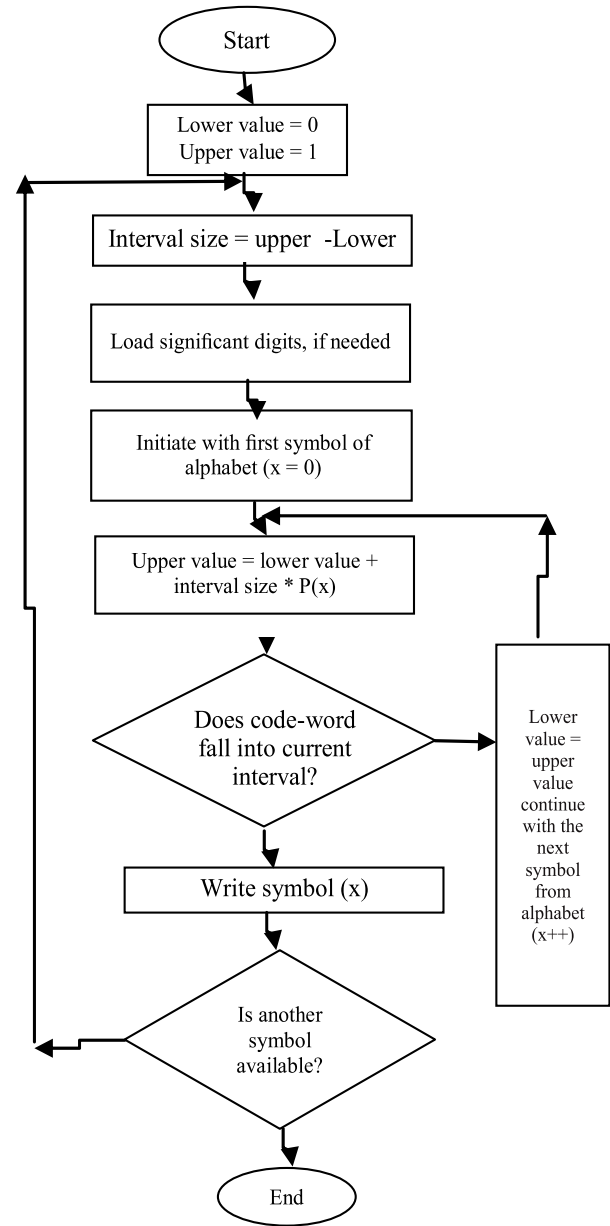 Start
Lower value = 0
Upper value = 1
Interval size = upper -Lower
Load significant digits, if needed
Initiate with first symbol of
alphabet (x = 0)
Upper value = lower value +
interval size * P(x)
Does code-word
fall into current
interval?
Lower
value =
upper
value
continue
with the
next
symbol
from
alphabet
(x++)
Write symbol (x)
Is another
symbol
available?
End